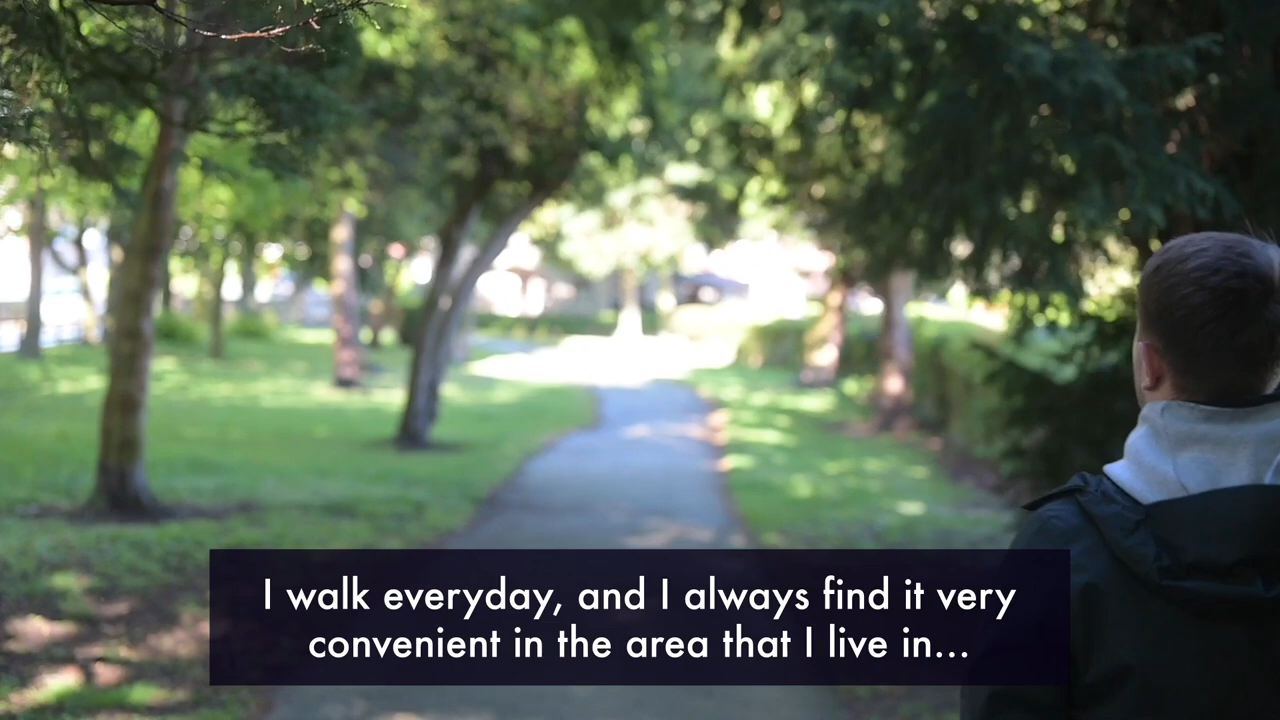 I walk everyday, and I always find it very
convenient in the area that I live in...